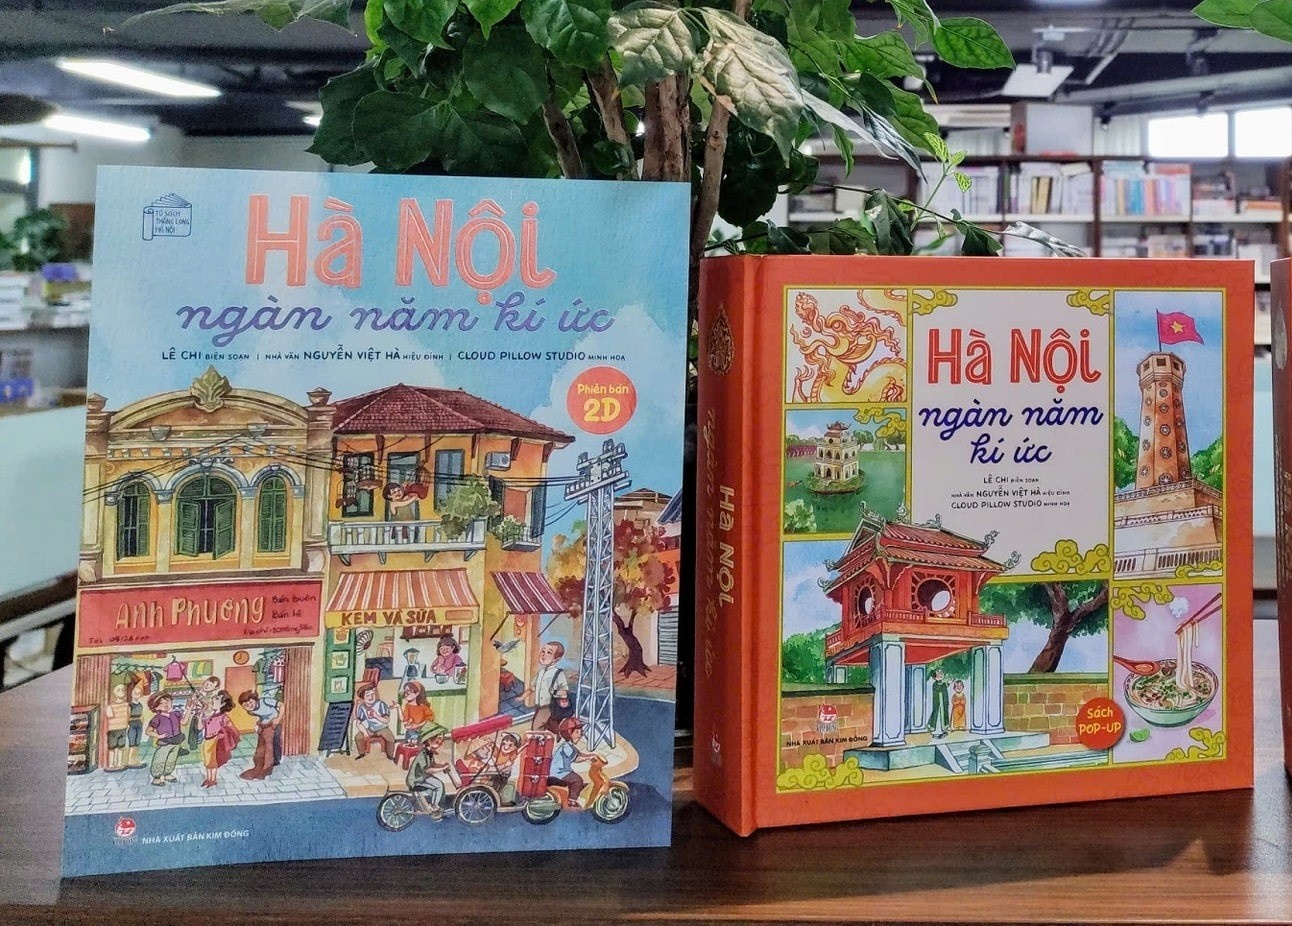 TỦ SÁCH
THĂNG LONG
HÀ NỘI
Hà Nội
ngàn năm kí ức
LÊ CHI BIÊN SOẠN | NHÀ VĂN NGUYỄN VIỆT HÀ HIỆU ĐÍNH | CLOUD PILLOW STUDIO MINH HOẠ
Phiên bản
2D
ANH PHƯƠNG
Bán buôn
Bán lẻ
KEM VÀ SỮA
NHÀ XUẤT BẢN KIM ĐỒNG
Hà Nội
ngàn năm kí ức
Hà Nội
ngàn năm
kí ức
LÊ CHI BIÊN SOẠN
NHÀ VĂN NGUYỄN VIỆT HÀ HIỆU ĐÍNH
CLOUD PILLOW STUDIO MINH HOẠ
Sách
POP-UP
NHÀ XUẤT BẢN KIM ĐỒNG